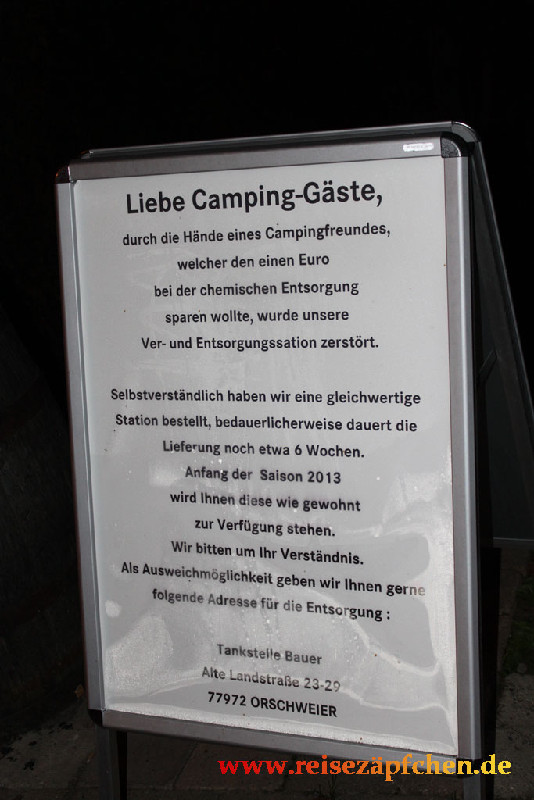 Liebe Camping-Gäste,
durch die Hände eines Campingfreundes,
welcher den einen Euro
bei der chemischen Entsorgung
sparen wollte, wurde unsere
Ver- und Entsorgungssation zerstört.
Selbstverständlich haben wir eine gleichwertige
Station bestellt, bedauerlicherweise dauert die
Lieferung noch etwa 6 Wochen.
Anfang der Saison 2013
wird Ihnen diese wie gewohnt
zur Verfügung stehen.
Wir bitten um Ihr Verständnis.
Als Ausweichmöglichkeit geben wir Ihnen gerne
folgende Adresse für die Entsorgung :
Tankstelle Bauer
Alte Landstraße 23-29
77972 ORSCHWEIER
www.reisezäpfchen.de